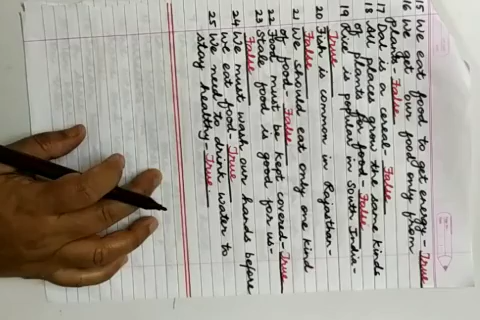 15 We eat food to get energy - True
16 We get our food only from
plants - False
17 Dal is a cereal - False
18 All places grow the same kinds
of plants for food - False
19 Rice is popular in South India -
True
20 Fish is common in Rajasthan -
False
21 We should eat only one kind
of food - False
22 Food must be kept covered - True
23 Stale food is good for us -
False
24 We must wash our hands before
We eat food - True
25 We need to drink water to
stay healthy - True